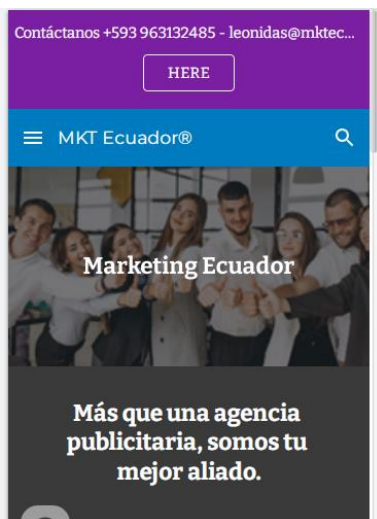 Contáctanos +593 963132485 - leonidas@mktec...
HERE
MKT Ecuador®
Marketing Ecuador
Más que una agencia
publicitaria, somos tu
mejor aliado.